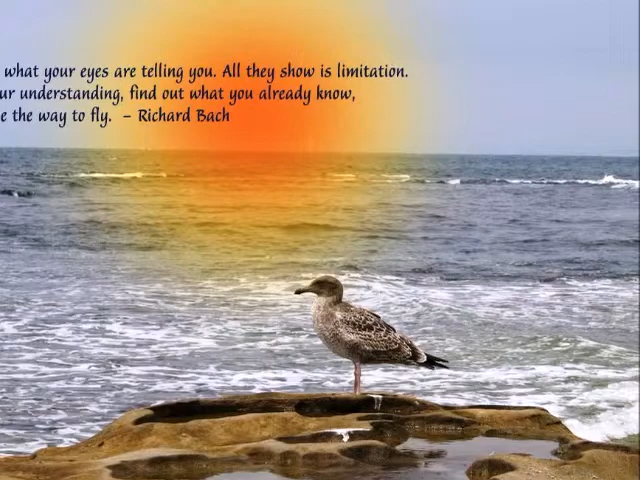 what your eyes are telling you. All they show is limitation.
ur understanding, find out what you already know,
e the way to fly. – Richard Bach